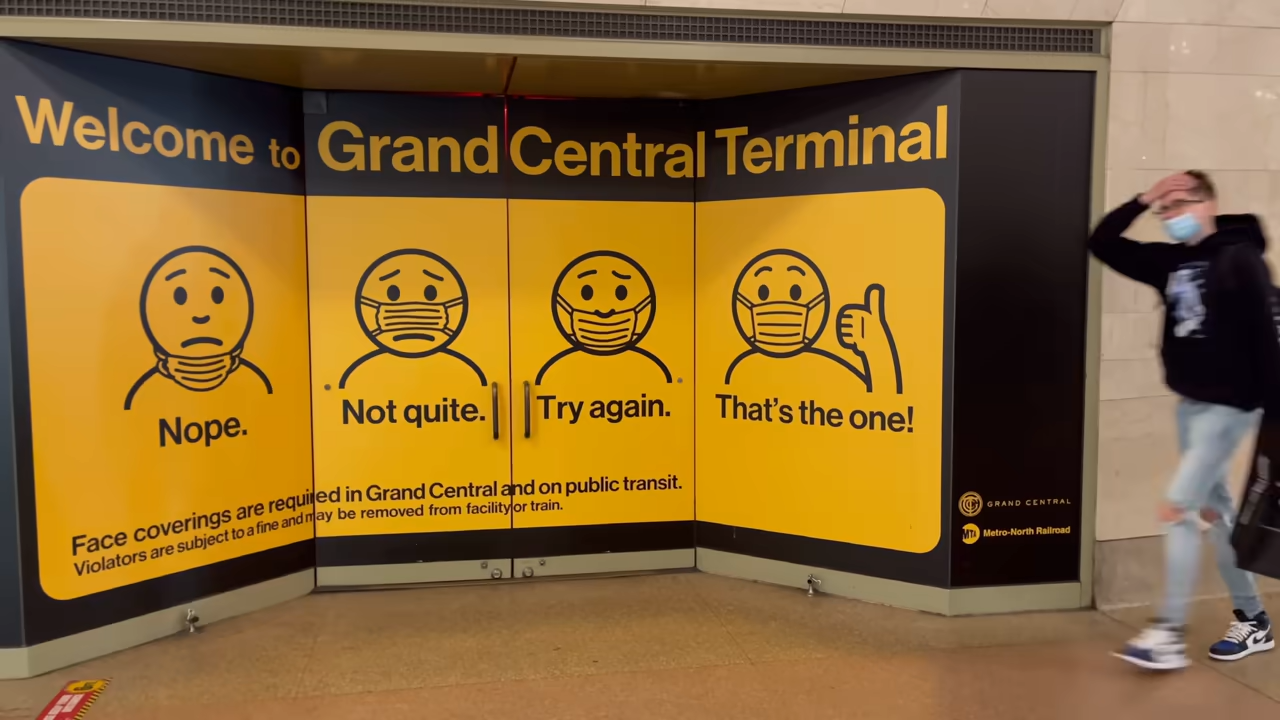 Welcome to Grand Central Terminal
Nope.
Not quite.
Try again.
That's the one!
Face coverings are required in Grand Central and on public transit.
Violators are subject to a fine and may be removed from facility or train.
GRAND CENTRAL
MTA Metro-North Railroad